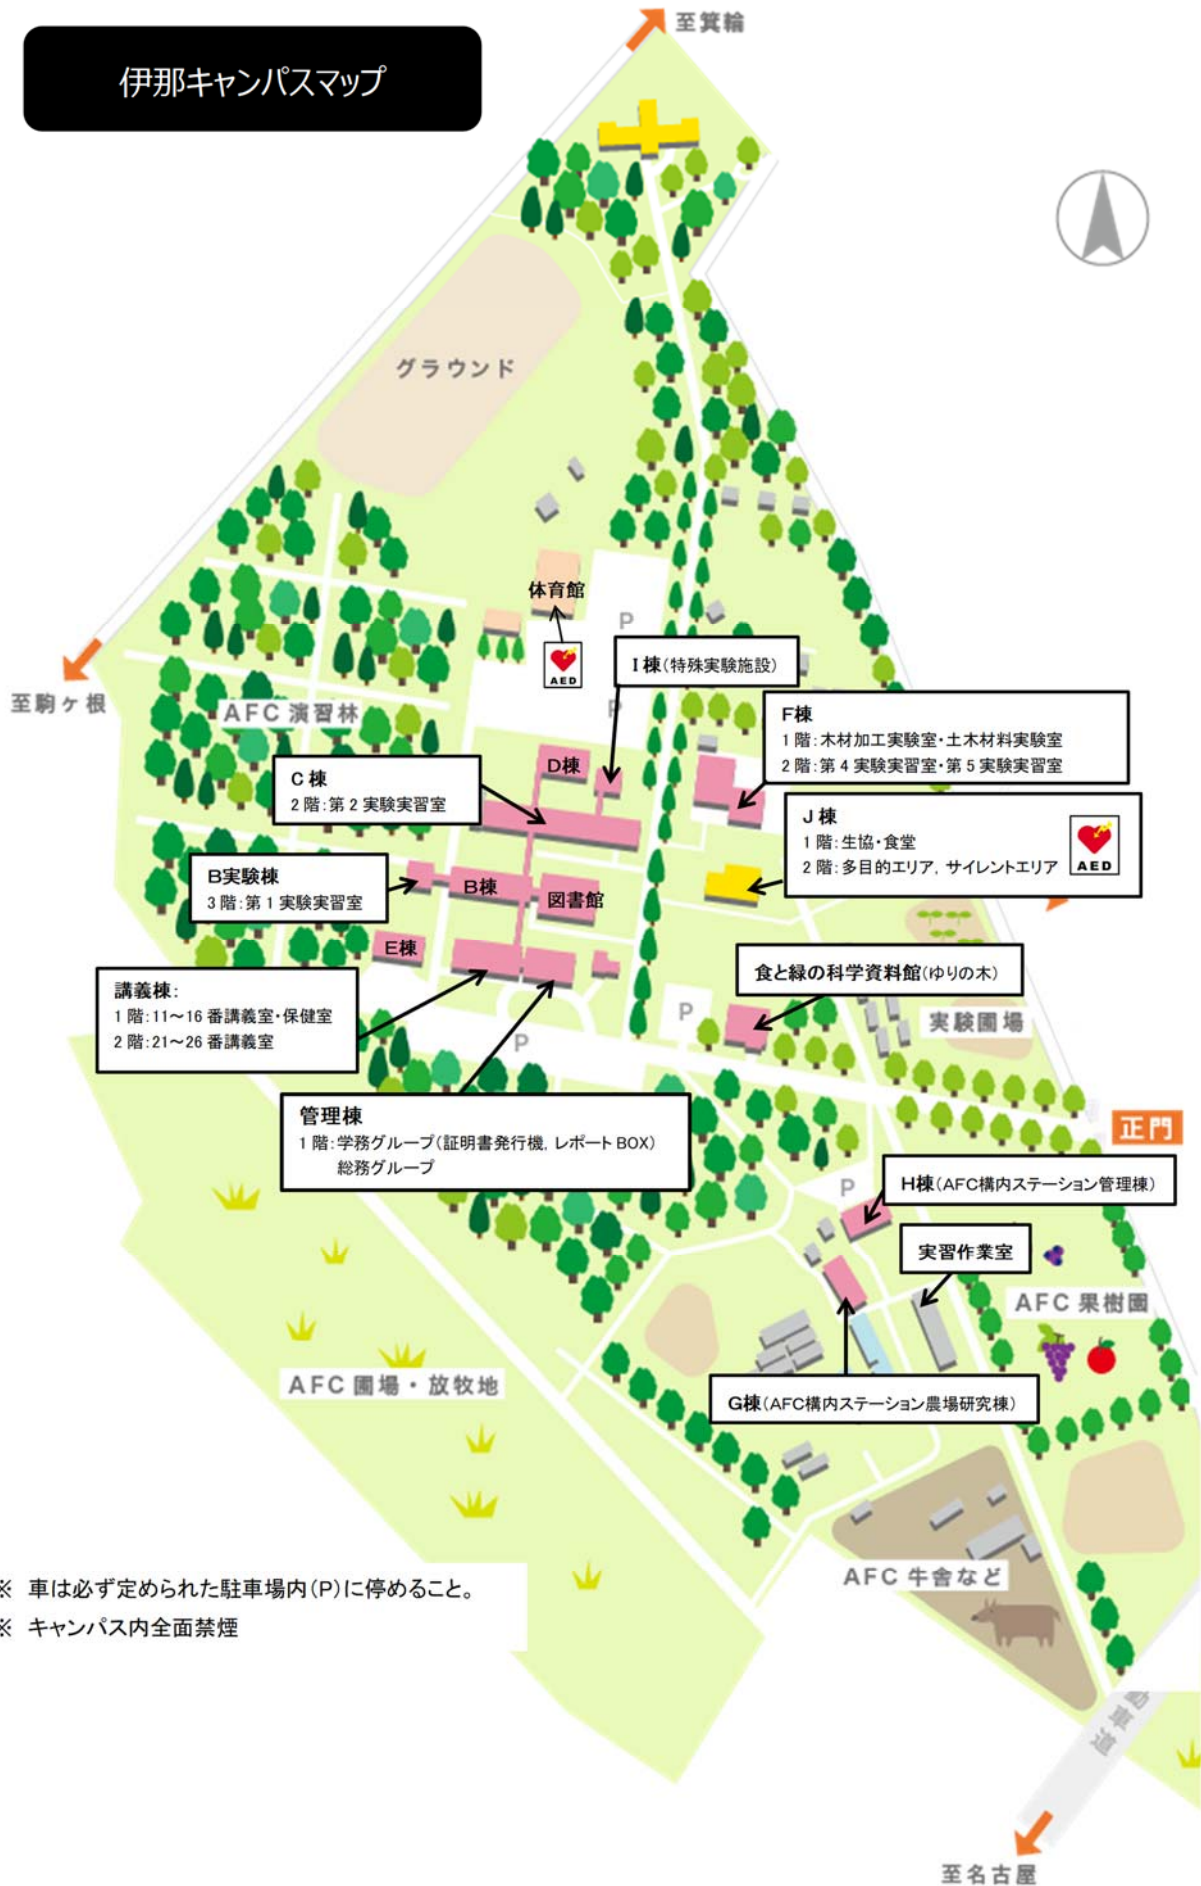 伊那キャンパスマップ
至箕輪
グラウンド
体育館
AED
P
P
I棟(特殊実験施設)
至駒ヶ根
AFC 演習林
F棟
1階:木材加工実験室・土木材料実験室
2階:第4実験実習室・第5実験実習室
C棟
2階:第2実験実習室
D棟
J棟
1階:生協・食堂
2階:多目的エリア, サイレントエリア
AED
B実験棟
3階:第1実験実習室
B棟
図書館
E棟
食と緑の科学資料館(ゆりの木)
講義棟:
1階:11~16番講義室・保健室
2階:21~26番講義室
P
実験圃場
P
管理棟
1階:学務グループ(証明書発行機, レポートBOX)
総務グループ
正門
P
H棟(AFC構内ステーション管理棟)
実習作業室
AFC 果樹園
AFC 圃場・放牧地
G棟(AFC構内ステーション農場研究棟)
AFC 牛舎など
※ 車は必ず定められた駐車場内(P)に停めること。
※ キャンパス内全面禁煙
動車道
至名古屋